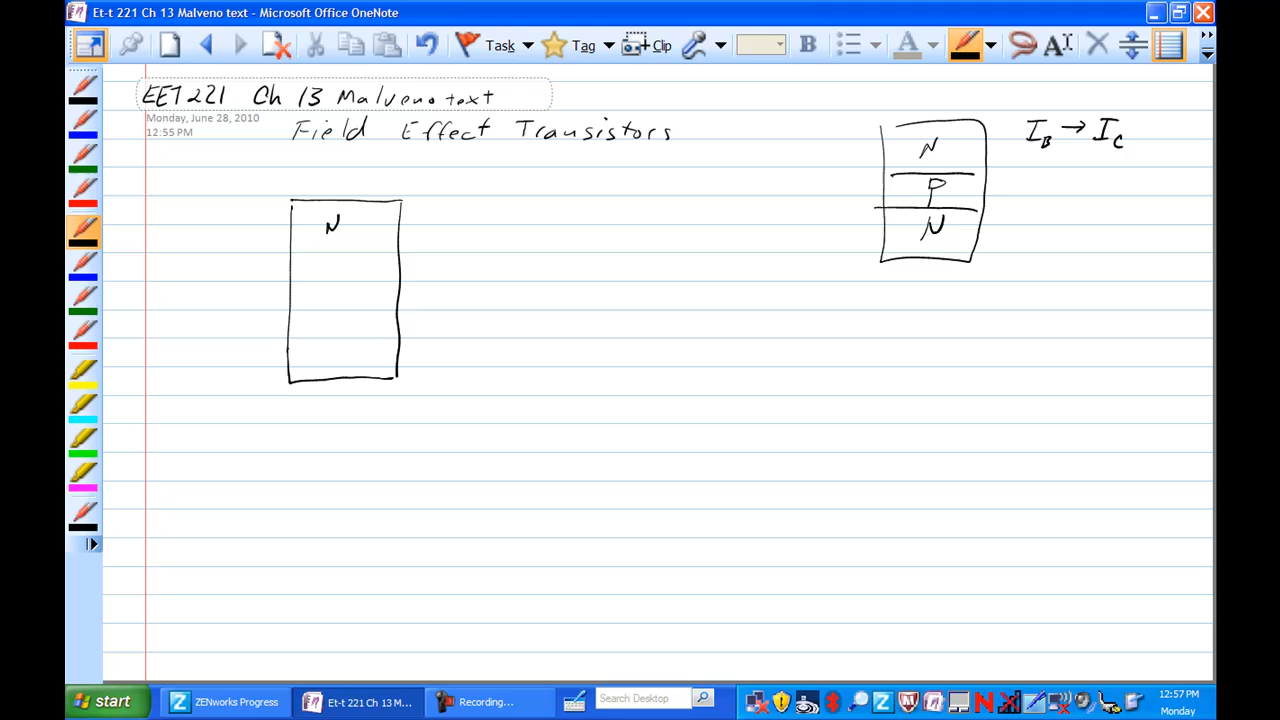 Et-t 221 Ch 13 Malveno text - Microsoft Office OneNote
Task Tag Clip
EET 221 Ch 13 Malveno text
Monday, June 28, 2010
12:55 PM
Field Effect Transistors
N
P
N
IB → IC
N
start ZENworks Progress Et-t 221 Ch 13 M... Recording... Search Desktop 12:57 PM
Monday